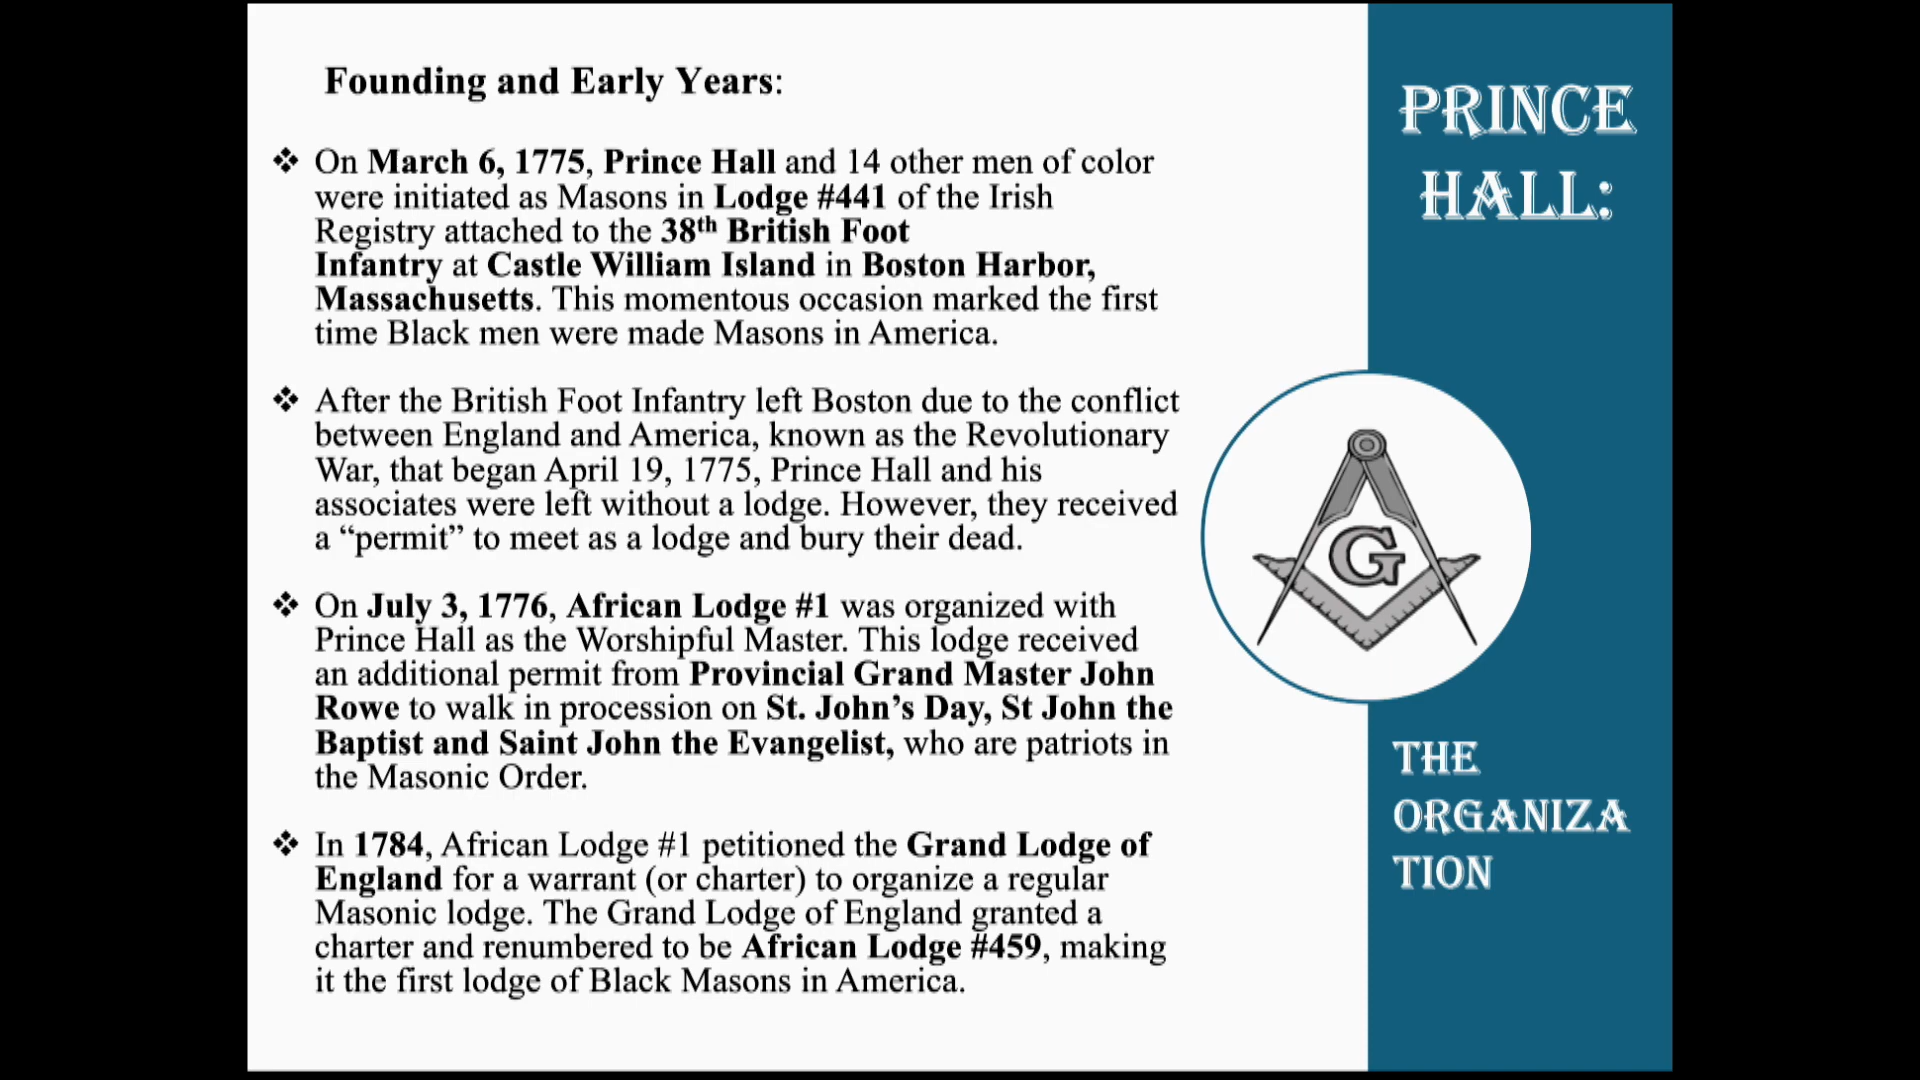 Founding and Early Years:
❖ On March 6, 1775, Prince Hall and 14 other men of color
were initiated as Masons in Lodge #441 of the Irish
Registry attached to the 38th British Foot
Infantry at Castle William Island in Boston Harbor,
Massachusetts. This momentous occasion marked the first
time Black men were made Masons in America.
❖ After the British Foot Infantry left Boston due to the conflict
between England and America, known as the Revolutionary
War, that began April 19, 1775, Prince Hall and his
associates were left without a lodge. However, they received
a “permit” to meet as a lodge and bury their dead.
❖ On July 3, 1776, African Lodge #1 was organized with
Prince Hall as the Worshipful Master. This lodge received
an additional permit from Provincial Grand Master John
Rowe to walk in procession on St. John’s Day, St John the
Baptist and Saint John the Evangelist, who are patriots in
the Masonic Order.
❖ In 1784, African Lodge #1 petitioned the Grand Lodge of
England for a warrant (or charter) to organize a regular
Masonic lodge. The Grand Lodge of England granted a
charter and renumbered to be African Lodge #459, making
it the first lodge of Black Masons in America.
PRINCE
HALL:
G
THE
ORGANIZA
TION